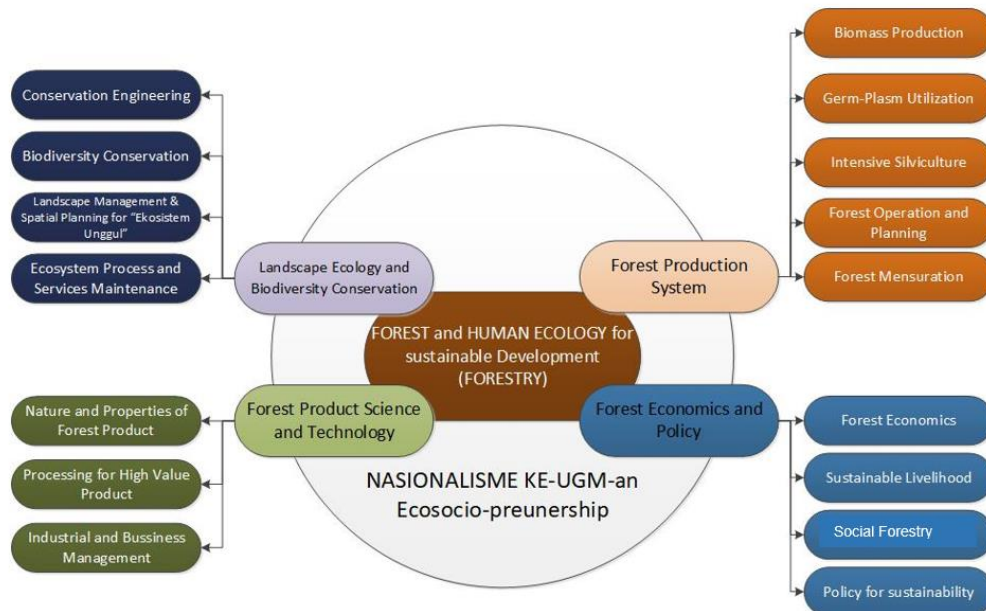 Conservation Engineering
Biodiversity Conservation
Landscape Management &
Spatial Planning for “Ekosistem
Unggul”
Ecosystem Process and
Services Maintenance
Landscape Ecology and
Biodiversity Conservation
Biomass Production
Germ-Plasm Utilization
Intensive Silviculture
Forest Operation and
Planning
Forest Mensuration
Forest Production
System
FOREST and HUMAN ECOLOGY for
sustainable Development
(FORESTRY)
Forest Product Science
and Technology
Nature and Properties of
Forest Product
Processing for High Value
Product
Industrial and Bussiness
Management
Forest Economics and
Policy
Forest Economics
Sustainable Livelihood
Social Forestry
Policy for sustainability
NASIONALISME KE-UGM-an
Ecosocio-preunership